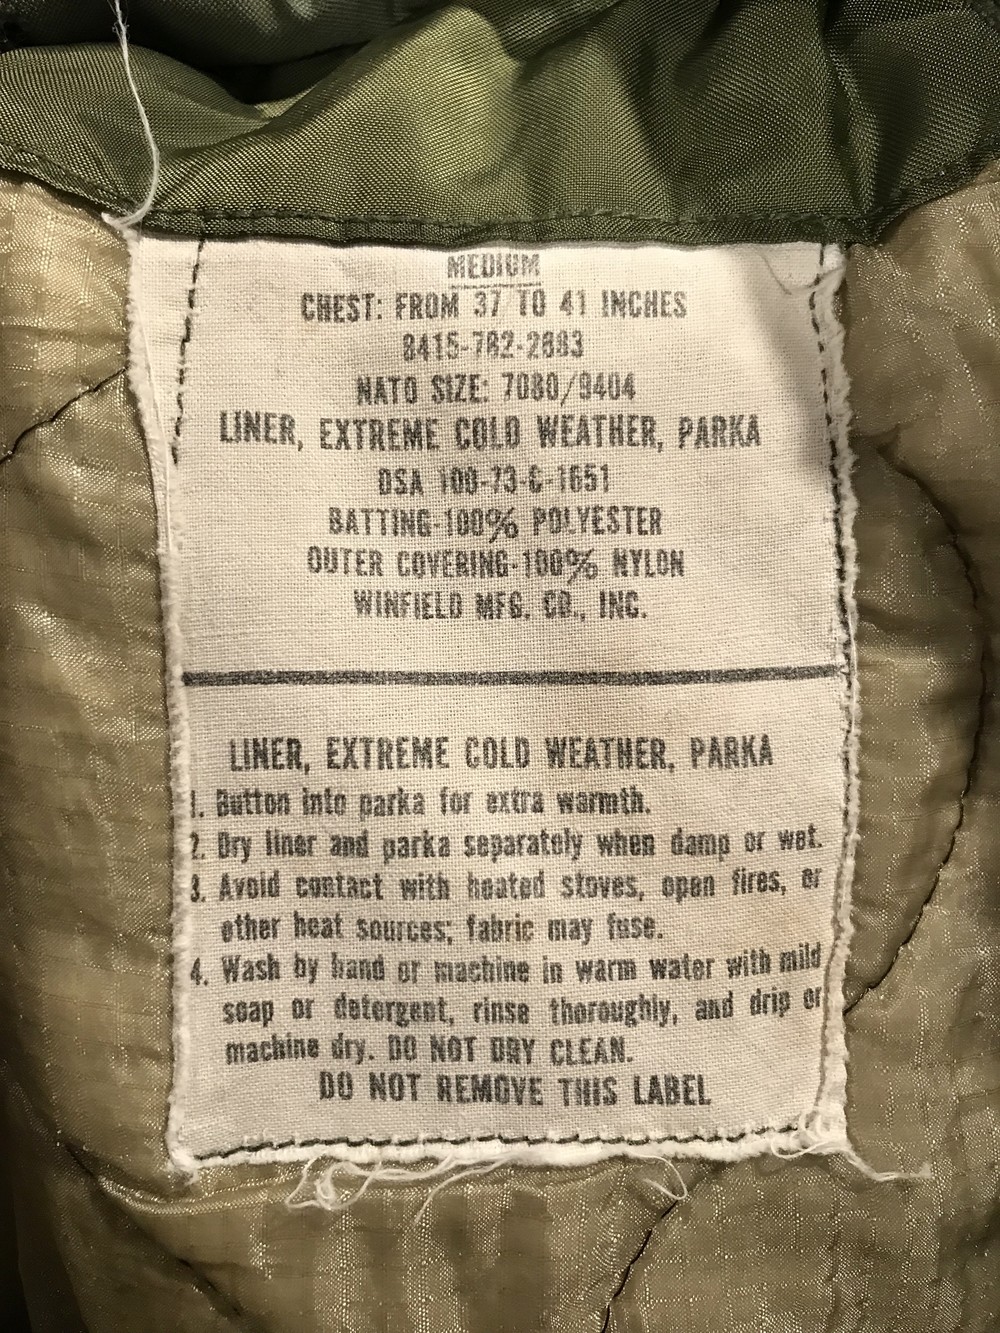 MEDIUM
CHEST: FROM 37 TO 41 INCHES
8415-782-2883
NATO SIZE: 7080/9404
LINER, EXTREME COLD WEATHER, PARKA
DSA 100-73-C-1651
BATTING-100% POLYESTER
OUTER COVERING-100% NYLON
WINFIELD MFG. CO., INC.
LINER, EXTREME COLD WEATHER, PARKA
1. Button into parka for extra warmth.
2. Dry liner and parka separately when damp or wet.
3. Avoid contact with heated stoves, open fires, or
other heat sources; fabric may fuse.
4. Wash by hand or machine in warm water with mild
soap or detergent, rinse thoroughly, and drip or
machine dry. DO NOT DRY CLEAN.
DO NOT REMOVE THIS LABEL